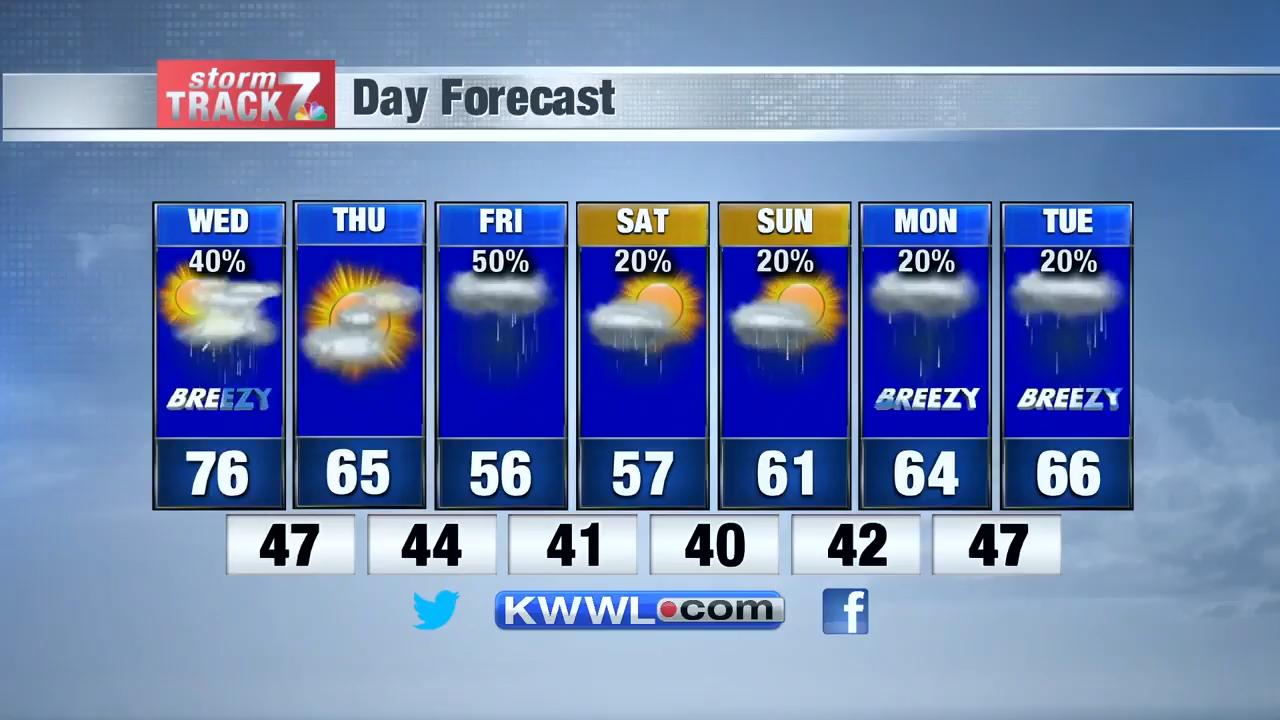 storm
TRACK 7 Day Forecast
WED THU FRI SAT SUN MON TUE
40% 50% 20% 20% 20% 20%
BREEZY BREEZY BREEZY
76 65 56 57 61 64 66
47 44 41 40 42 47
KWWL.com f